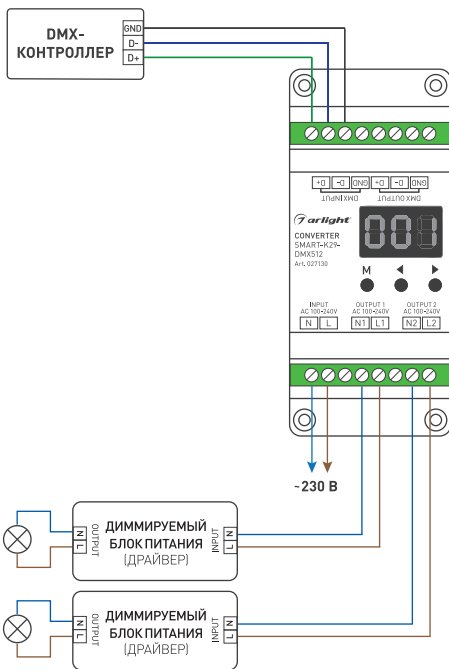 DMX-
КОНТРОЛЛЕР
GND
D-
D+
D+ D- GND D+ D- GND
DMX INPUT DMX OUTPUT
arlight
CONVERTER
SMART-K29-
DMX512
Art. 027130
001
M ◀ ▶
INPUT
AC 100-240V
N L
OUTPUT 1
AC 100-240V
N1 L1
OUTPUT 2
AC 100-240V
N2 L2
~230 В
N
L
OUTPUT
ДИММИРУЕМЫЙ
БЛОК ПИТАНИЯ
(ДРАЙВЕР)
INPUT
N
L
N
L
OUTPUT
ДИММИРУЕМЫЙ
БЛОК ПИТАНИЯ
(ДРАЙВЕР)
INPUT
N
L